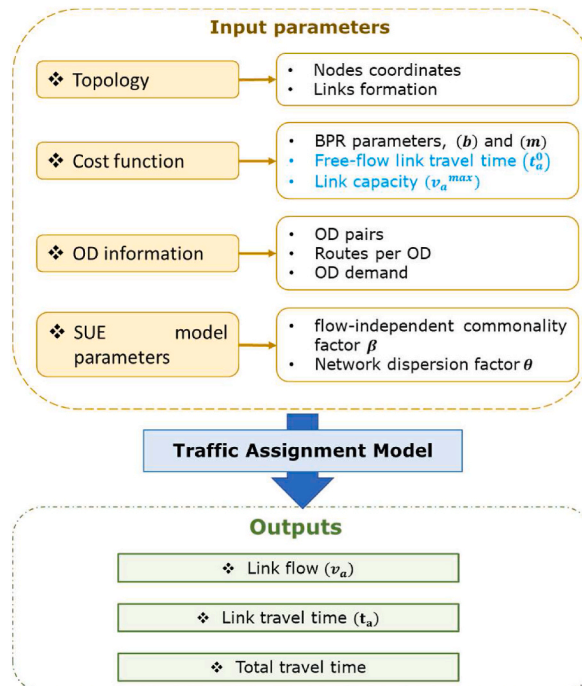 Input parameters
❖ Topology
• Nodes coordinates
• Links formation
❖ Cost function
• BPR parameters, (b) and (m)
• Free-flow link travel time (t_a^0)
• Link capacity (v_a^max)
❖ OD information
• OD pairs
• Routes per OD
• OD demand
❖ SUE model
parameters
• flow-independent commonality
factor β
• Network dispersion factor θ
Traffic Assignment Model
Outputs
❖ Link flow (v_a)
❖ Link travel time (t_a)
❖ Total travel time